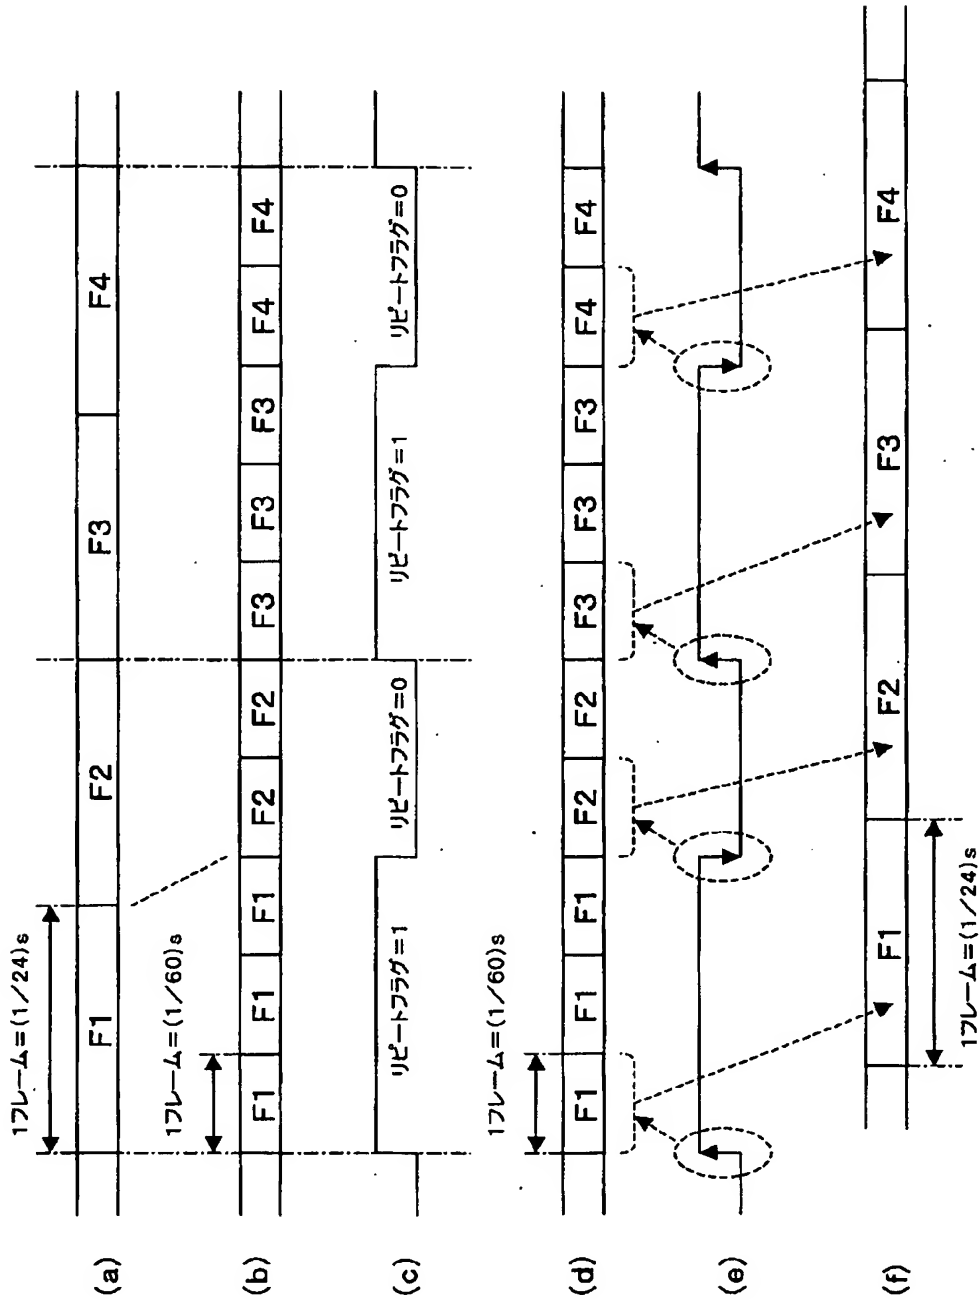 1フレーム=(1/24)s
(a) F1 F2 F3 F4
1フレーム=(1/60)s
(b) F1 F1 F1 F2 F2 F3 F3 F3 F4 F4
(c) リピートフラグ=1 リピートフラグ=0 リピートフラグ=1 リピートフラグ=0
1フレーム=(1/60)s
(d) F1 F1 F1 F2 F2 F3 F3 F3 F4 F4
(e)
(f) F1 F2 F3 F4
1フレーム=(1/24)s